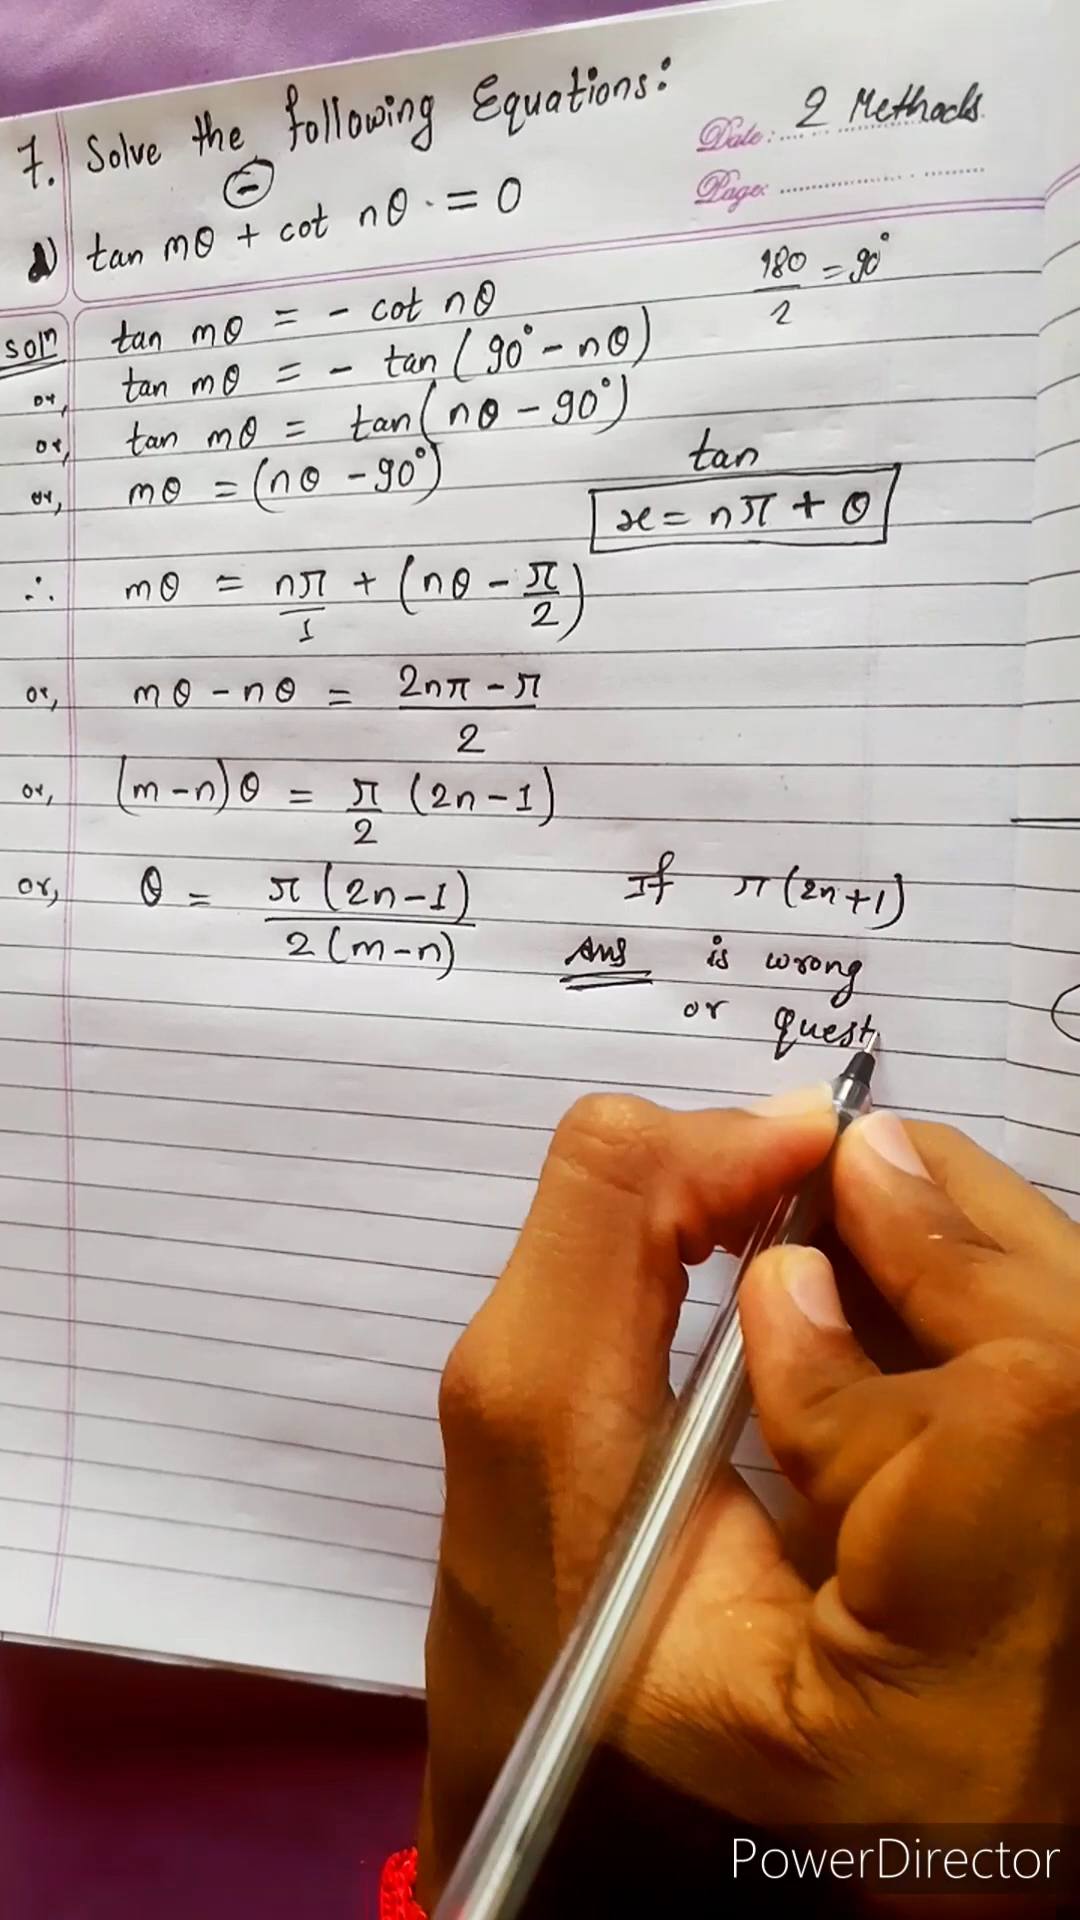 7. Solve the following Equations:
2 Methods
Date:
Page:
(-)
a) tan mθ + cot nθ = 0
180/2 = 90°
Solⁿ tan mθ = - cot nθ
or, tan mθ = - tan (90° - nθ)
or, tan mθ = tan (nθ - 90°)
or, mθ = (nθ - 90°)
tan
x = nπ + θ
∴ mθ = nπ/1 + (nθ - π/2)
or, mθ - nθ = (2nπ - π)/2
or, (m-n)θ = π/2 (2n-1)
or, θ = π(2n-1)/2(m-n) Ans
If π(2n+1)
is wrong
or quest
PowerDirector